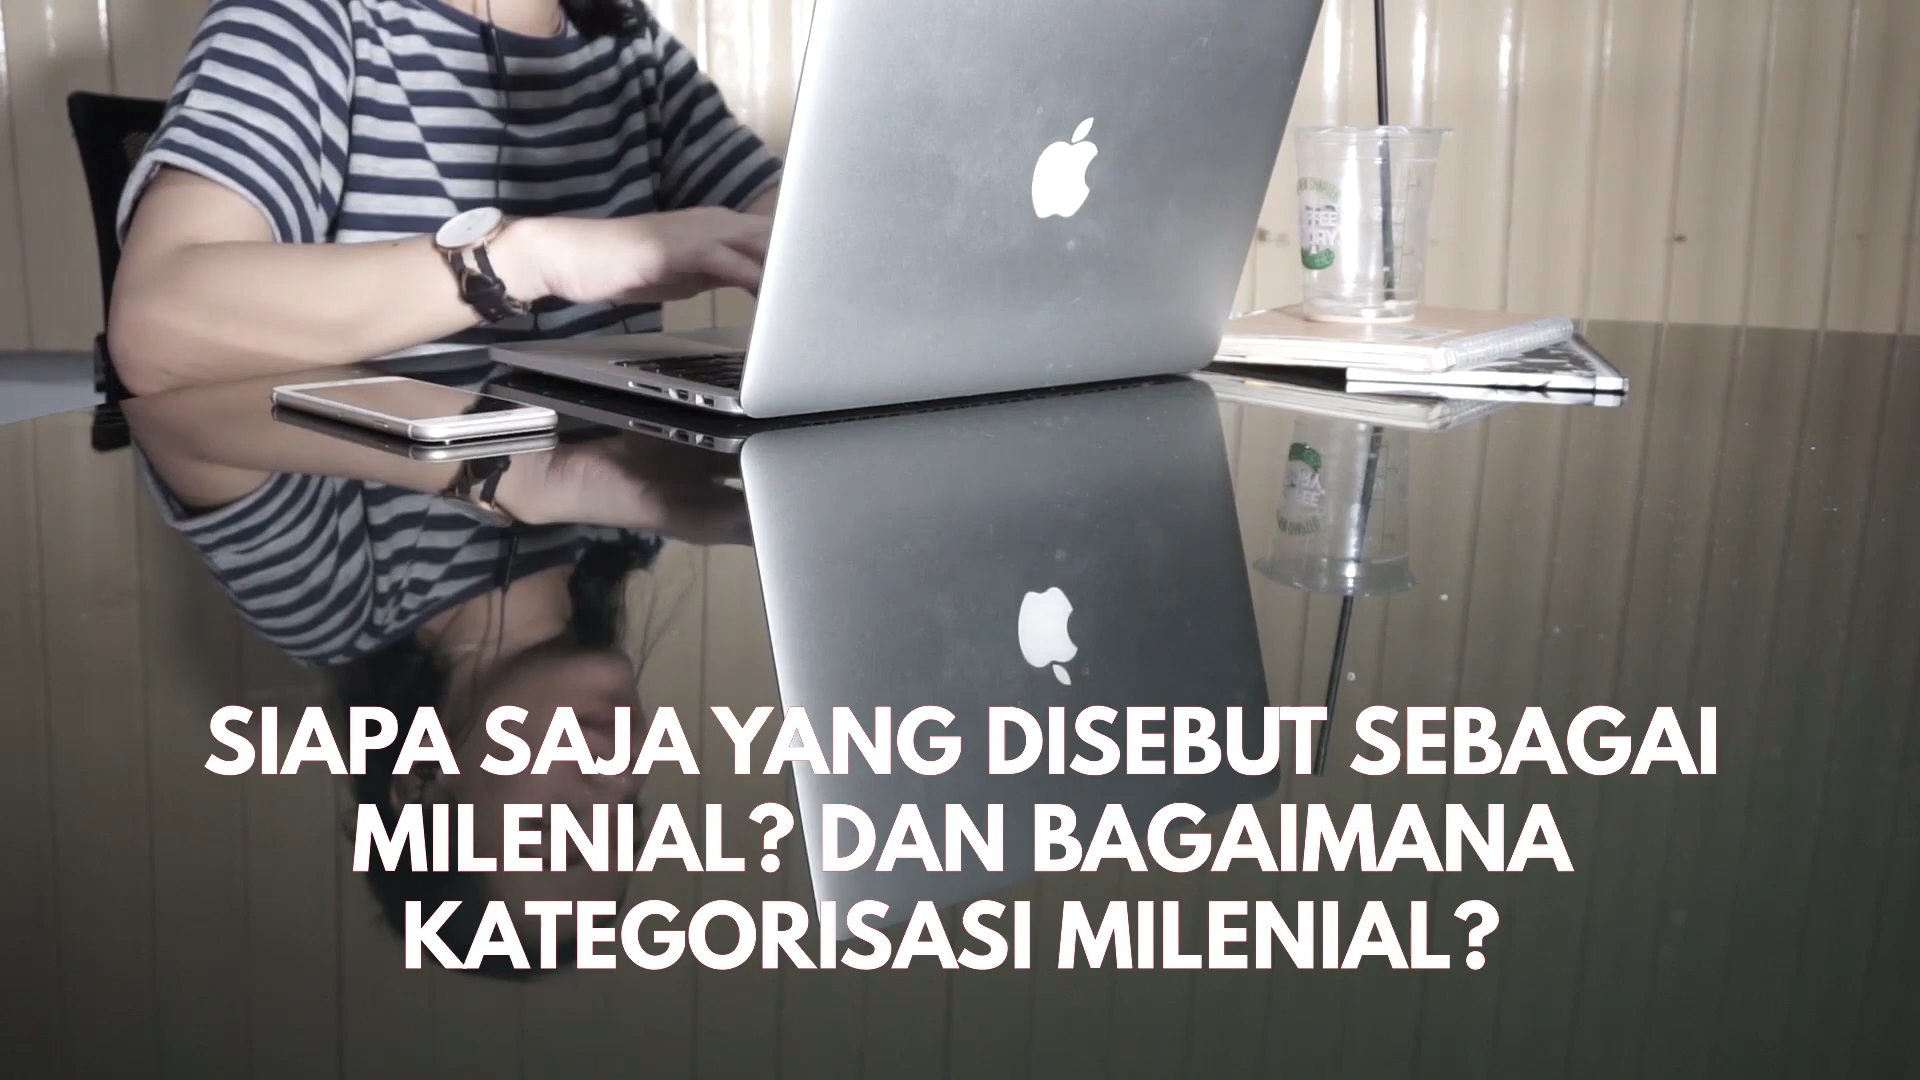 SIAPA SAJA YANG DISEBUT SEBAGAI
MILENIAL? DAN BAGAIMANA
KATEGORISASI MILENIAL?